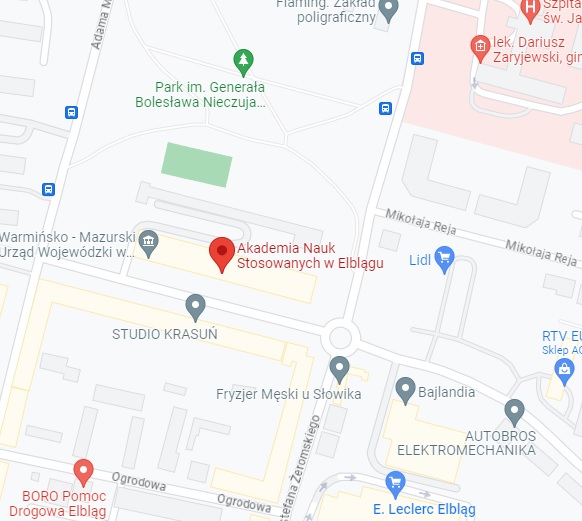 Flaming. Zakład
poligraficzny
Szpita
św. Ja
H
Adama M
lek. Dariusz
Zaryjewski, gin
Park im. Generała
Bolesława Nieczuja...
Mikołaja Reja
Mikołaja Reja
Warmińsko - Mazurski
Urząd Wojewódzki w...
Akademia Nauk
Stosowanych w Elblągu
Lidl
STUDIO KRASUŃ
RTV EU
Sklep AG
Fryzjer Męski u Słowika
Bajlandia
AUTOBROS
ELEKTROMECHANIKA
Stefana Żeromskiego
BORO Pomoc
Drogowa Elbląg
Ogrodowa
Ogrodowa
E. Leclerc Elbląg